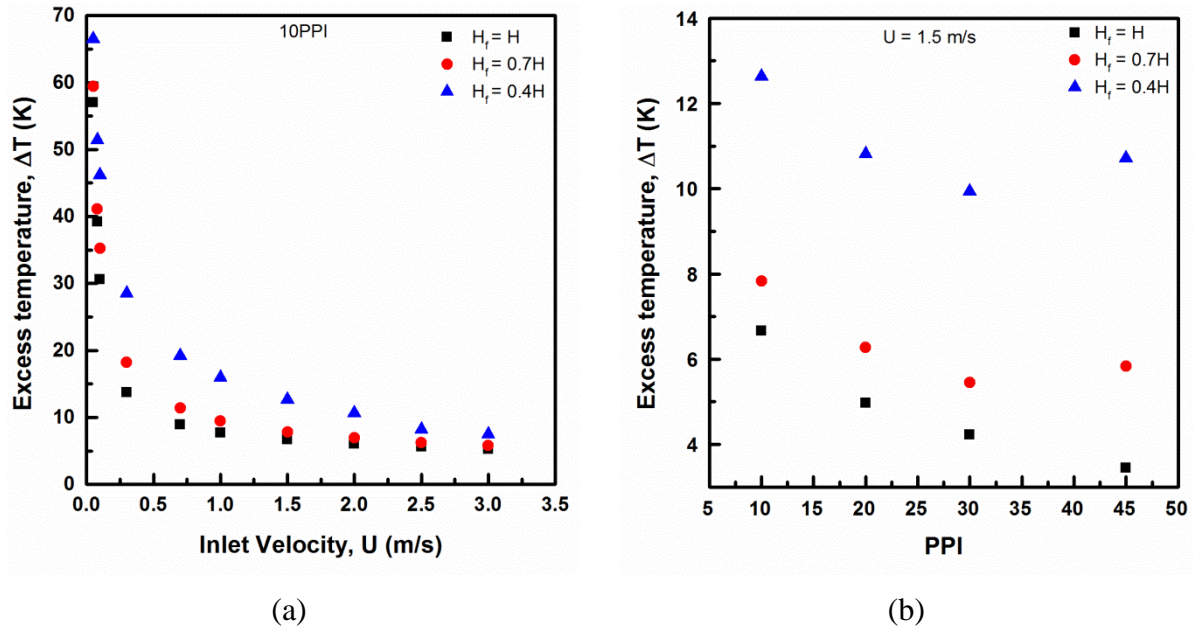 10PPI
H_f = H
H_f = 0.7H
H_f = 0.4H
70
60
50
40
30
20
10
0
Excess temperature, ΔT (K)
0.0 0.5 1.0 1.5 2.0 2.5 3.0 3.5
Inlet Velocity, U (m/s)
(a)
U = 1.5 m/s
H_f = H
H_f = 0.7H
H_f = 0.4H
14
12
10
8
6
4
Excess temperature, ΔT (K)
5 10 15 20 25 30 35 40 45 50
PPI
(b)